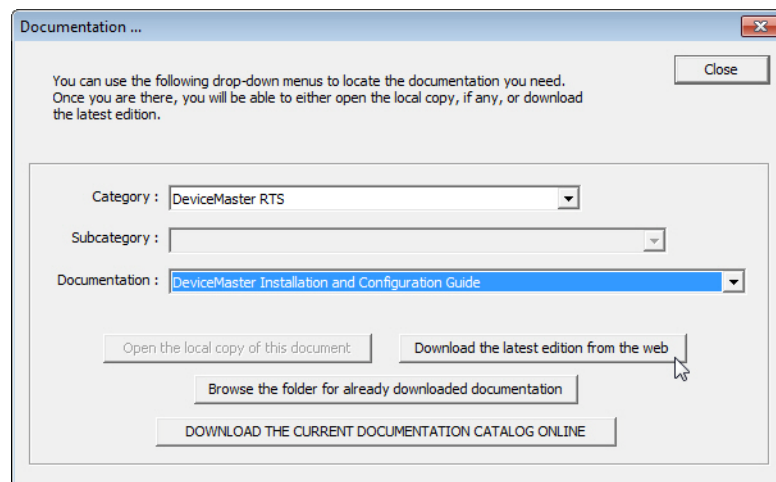 Documentation ...
Close
You can use the following drop-down menus to locate the documentation you need.
Once you are there, you will be able to either open the local copy, if any, or download
the latest edition.
Category : DeviceMaster RTS
Subcategory :
Documentation : DeviceMaster Installation and Configuration Guide
Open the local copy of this document Download the latest edition from the web
Browse the folder for already downloaded documentation
DOWNLOAD THE CURRENT DOCUMENTATION CATALOG ONLINE